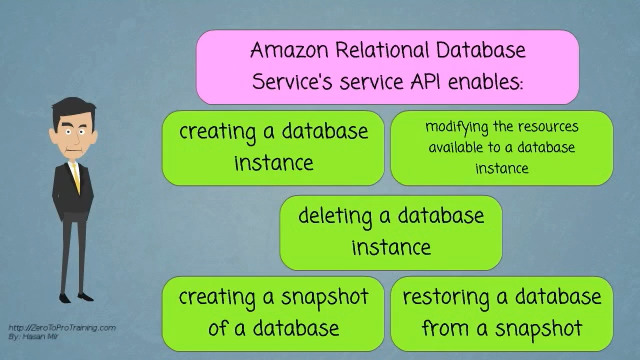 Amazon Relational Database
Service's service API enables:
creating a database
instance
modifying the resources
available to a database
instance
deleting a database
instance
creating a snapshot
of a database
restoring a database
from a snapshot
http://ZeroToProTraining.com
By: Hasan Mir